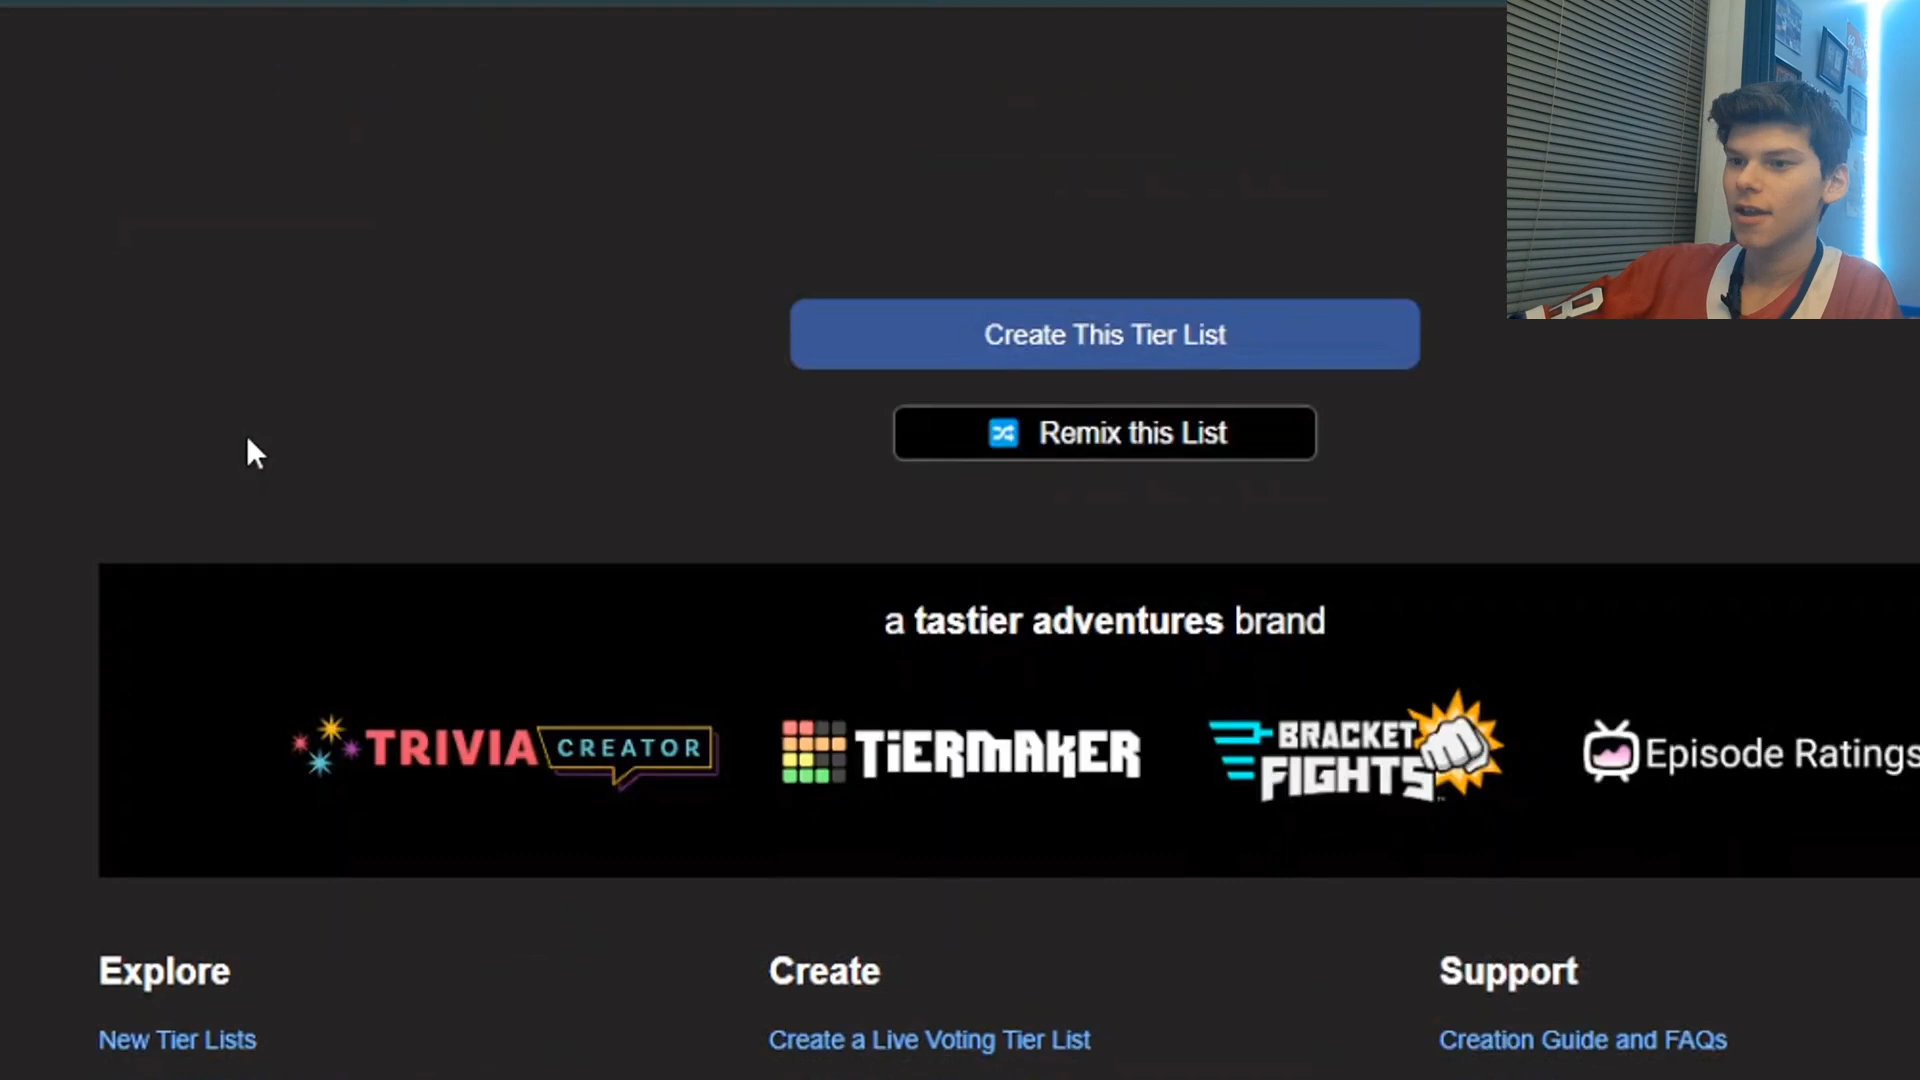 Create This Tier List
Remix this List
a tastier adventures brand
TRIVIA CREATOR
TiERMAKER
BRACKET
FIGHTS
Episode Ratings
Explore
Create
Support
New Tier Lists
Create a Live Voting Tier List
Creation Guide and FAQs